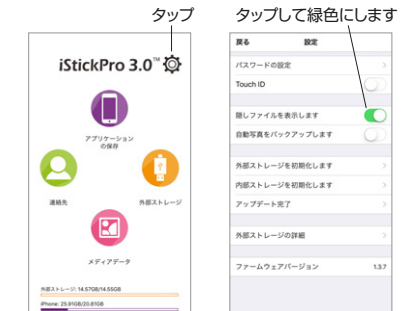 タップ
タップして緑色にします
iStickPro 3.0™
アプリケーション
の保存
連絡先
外部ストレージ
メディアデータ
外部ストレージ: 14.57GB/14.55GB
iPhone: 25.91GB/20.81GB
戻る 設定
パスワードの設定
Touch ID
隠しファイルを表示します
自動写真をバックアップします
外部ストレージを初期化します
内部ストレージを初期化します
アップデート完了
外部ストレージの詳細
ファームウェアバージョン 1.3.7